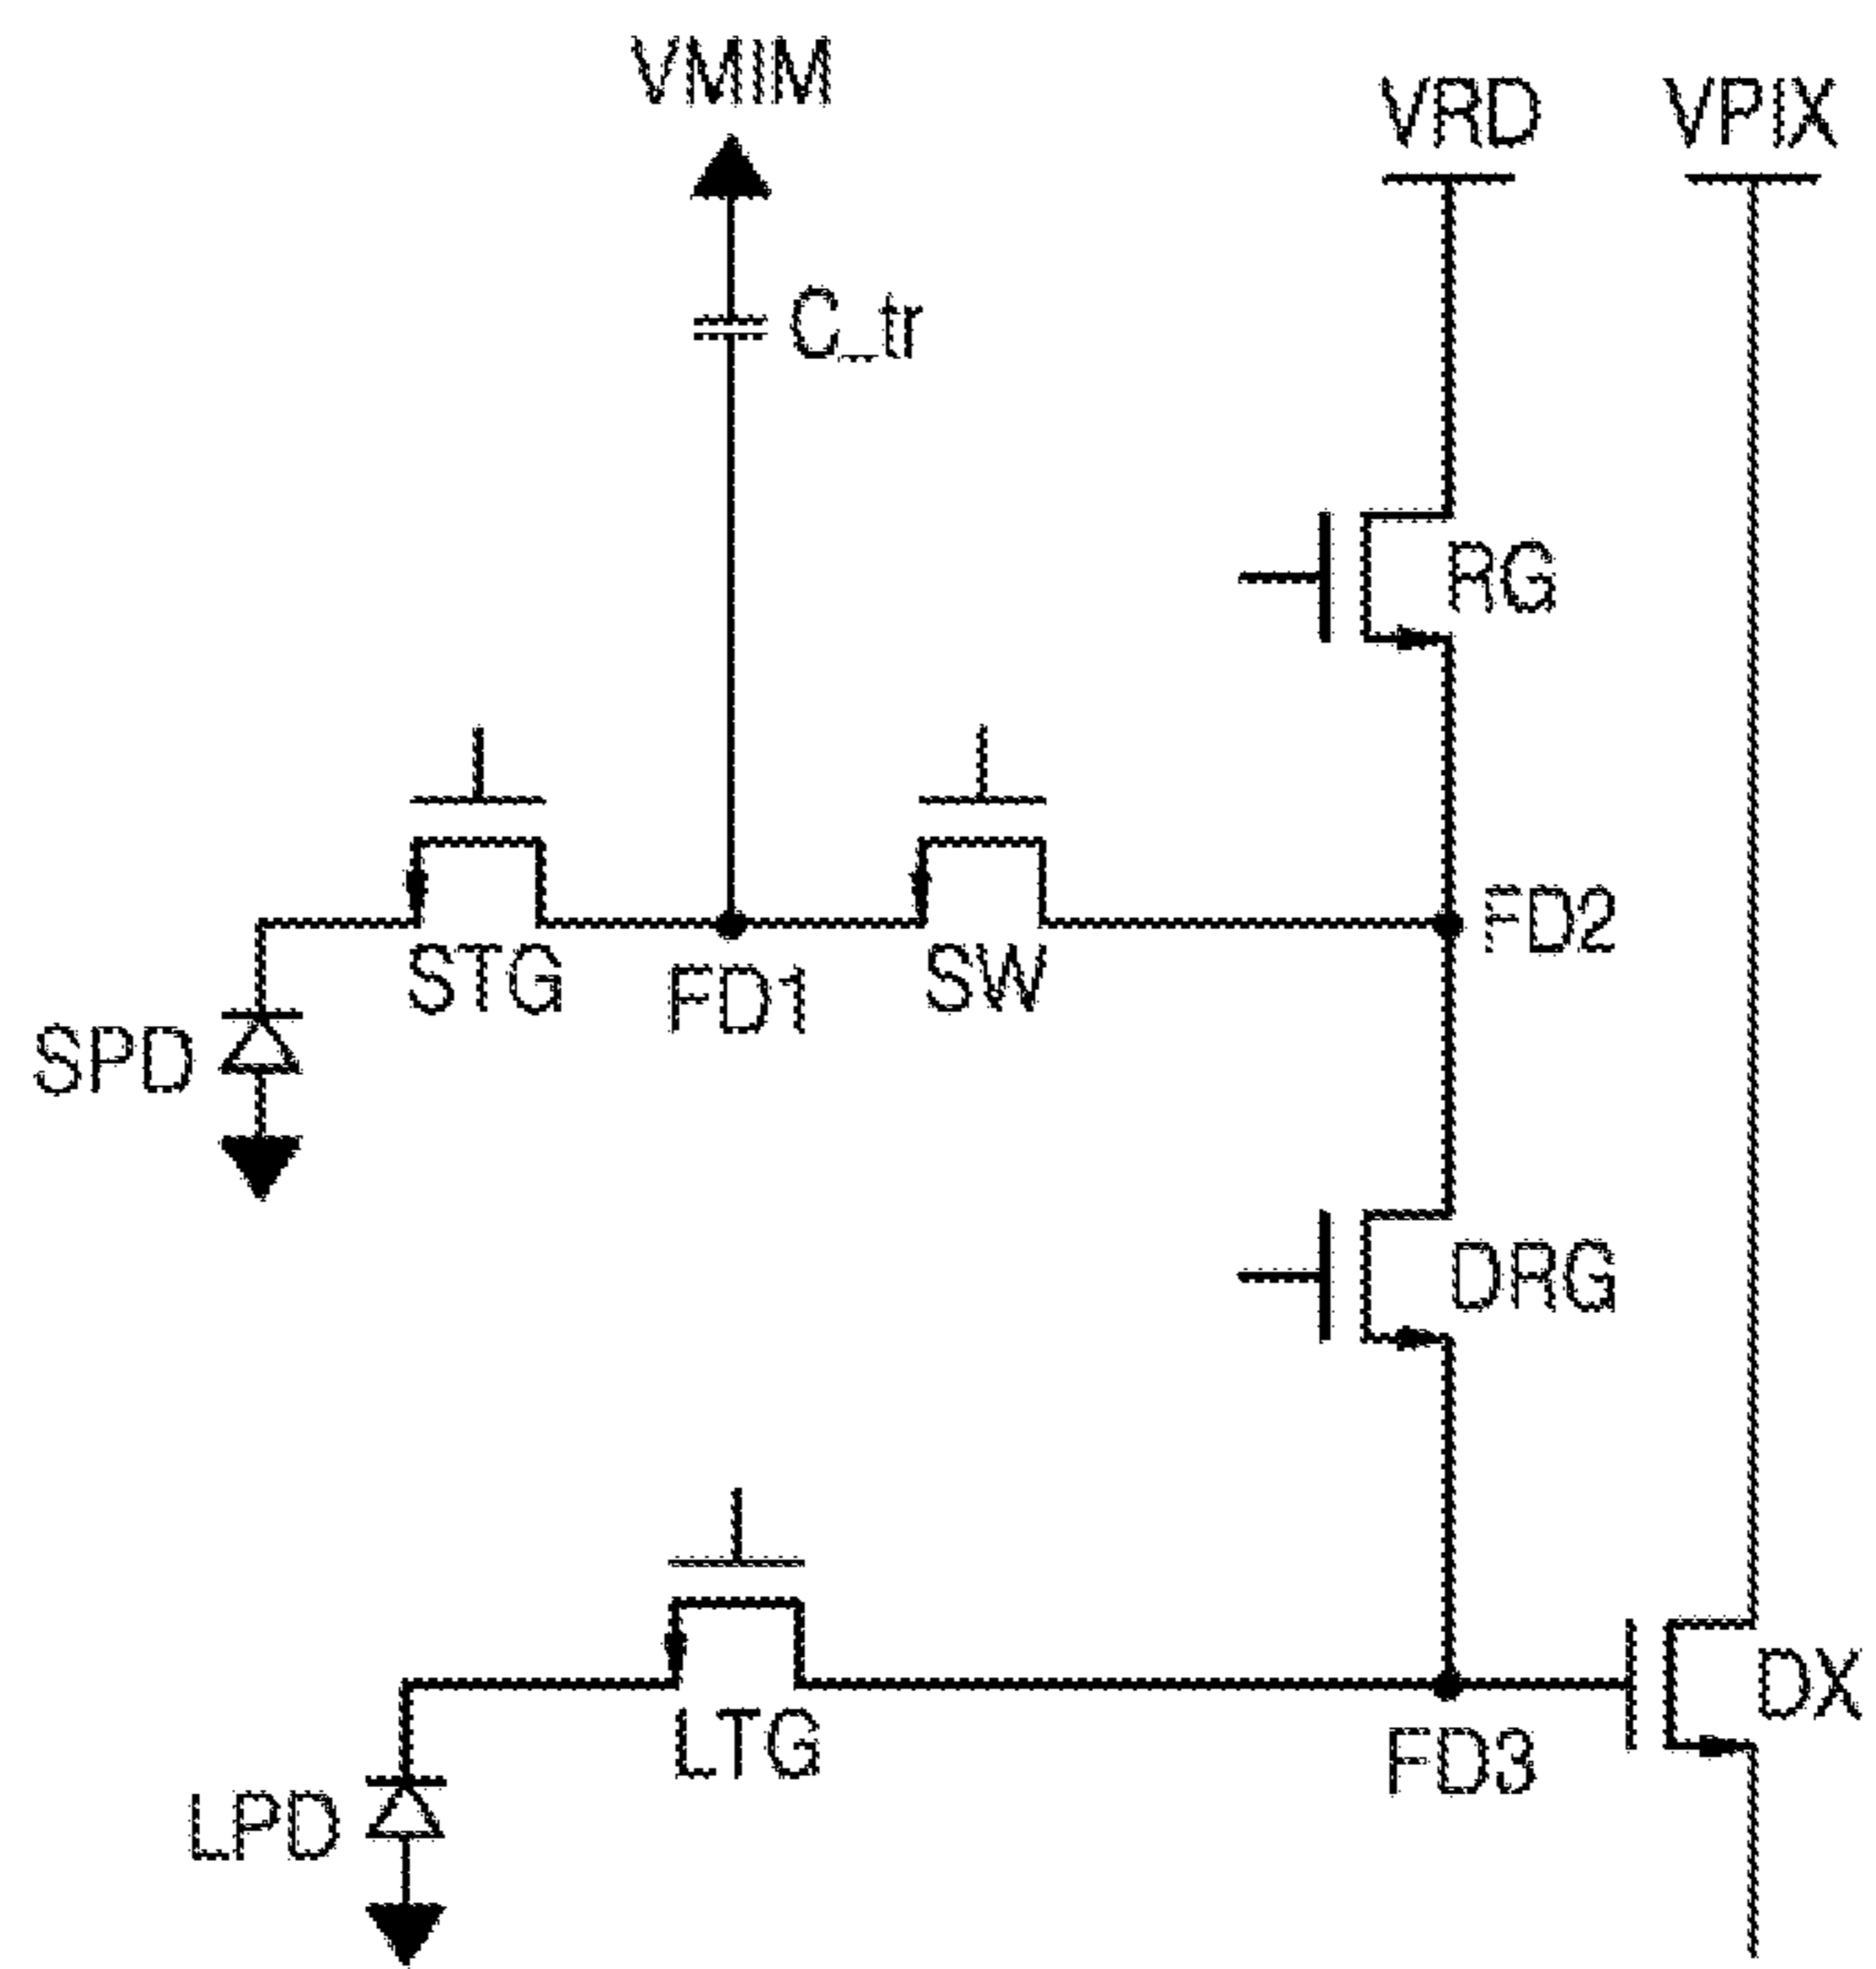 VMIM
VRD
VPIX
C_tr
RG
FD2
STG
FD1
SW
SPD
DRG
DX
LTG
FD3
LPD